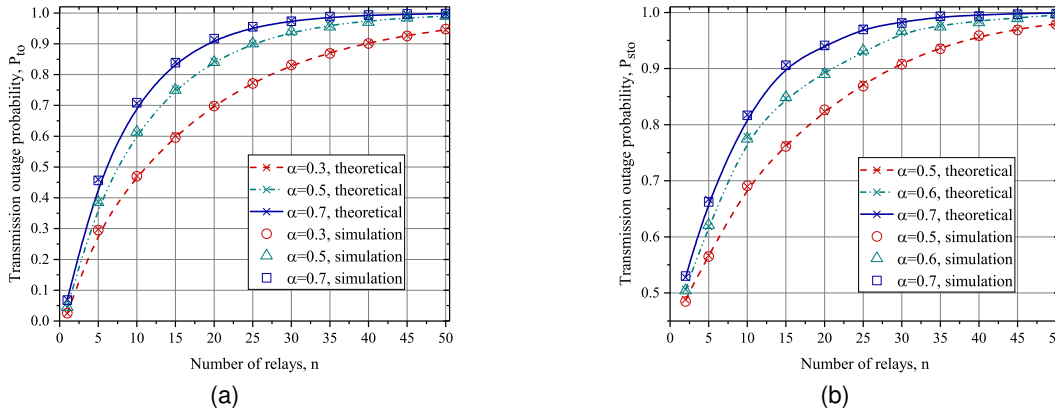 1.0
0.9
0.8
0.7
0.6
0.5
0.4
0.3
0.2
0.1
0.0
Transmission outage probability, P_to
0 5 10 15 20 25 30 35 40 45 50
Number of relays, n
α=0.3, theoretical
α=0.5, theoretical
α=0.7, theoretical
α=0.3, simulation
α=0.5, simulation
α=0.7, simulation
(a)
1.0
0.9
0.8
0.7
0.6
0.5
Transmission outage probability, P_sto
0 5 10 15 20 25 30 35 40 45
Number of relays, n
α=0.5, theoretical
α=0.6, theoretical
α=0.7, theoretical
α=0.5, simulation
α=0.6, simulation
α=0.7, simulation
(b)